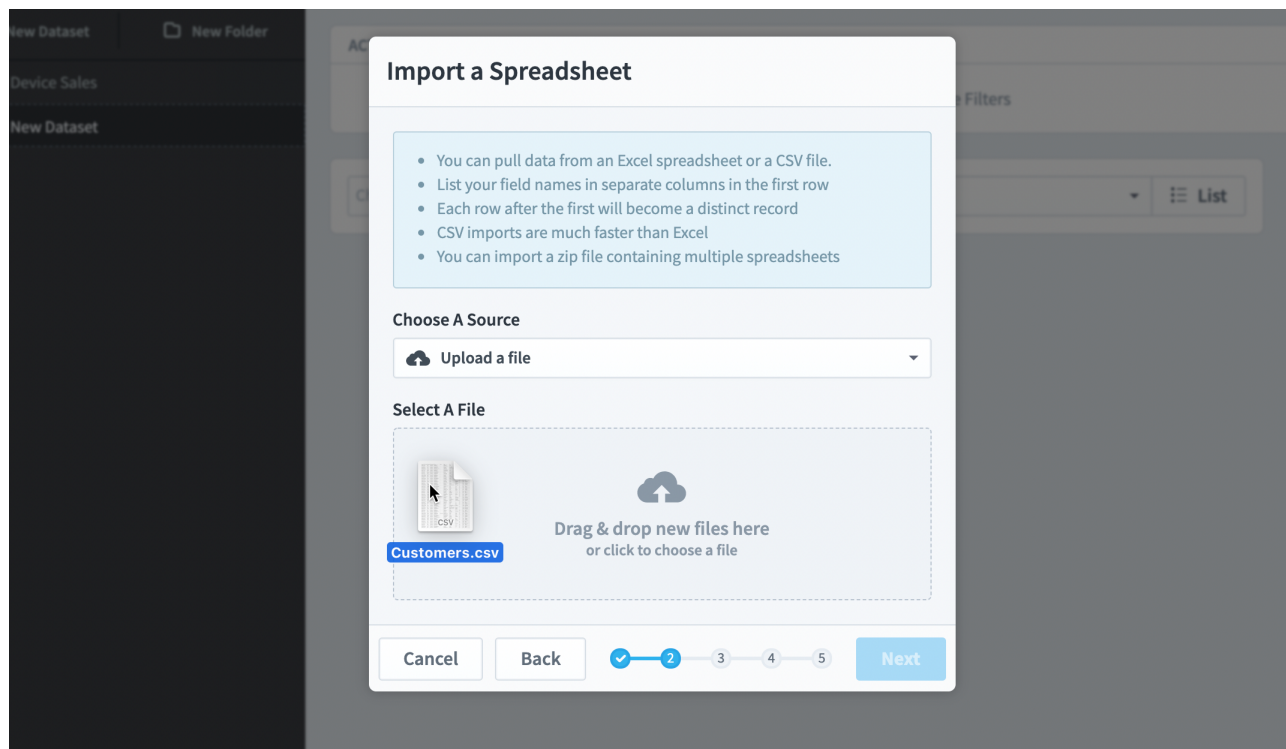 New Dataset
New Folder
Device Sales
New Dataset
AC
Filters
List
Import a Spreadsheet
You can pull data from an Excel spreadsheet or a CSV file.
List your field names in separate columns in the first row
Each row after the first will become a distinct record
CSV imports are much faster than Excel
You can import a zip file containing multiple spreadsheets
Choose A Source
Upload a file
Select A File
CSV
Customers.csv
Drag & drop new files here
or click to choose a file
Cancel
Back
2
3
4
5
Next